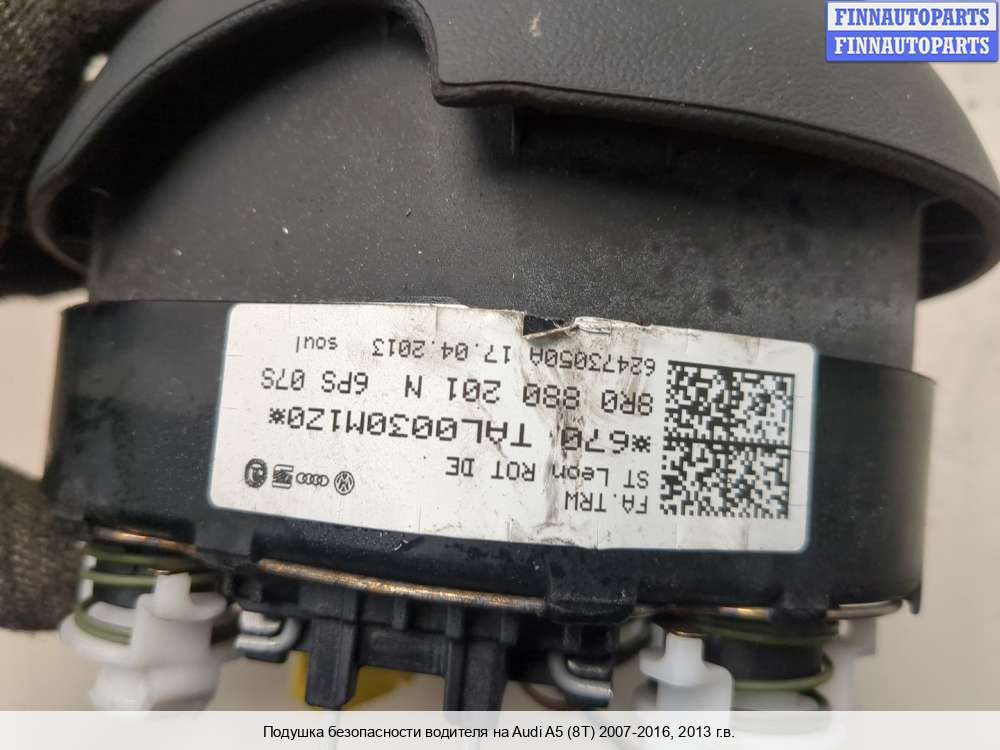 FINNAUTOPARTS
FINNAUTOPARTS
FA.TRW
ST Leon ROT DE
*670 TAL0030M1Z0*
8R0 880 201 N 6PS 07S
62473050A 17.04.2013 soul
Подушка безопасности водителя на Audi A5 (8T) 2007-2016, 2013 г.в.